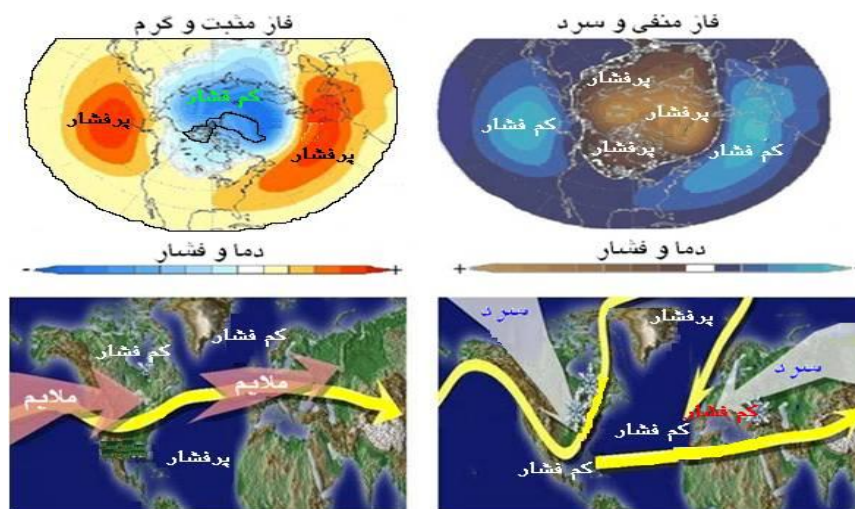 فاز مثبت و گرم
کم فشار
پرفشار
پرفشار
- دما و فشار +
کم فشار
کم فشار
ملایم
ملایم
پرفشار
فاز منفی و سرد
پرفشار
پرفشار
کم فشار
کم فشار
پرفشار
+ دما و فشار -
سرد
پرفشار
سرد
کم فشار
کم فشار
کم فشار